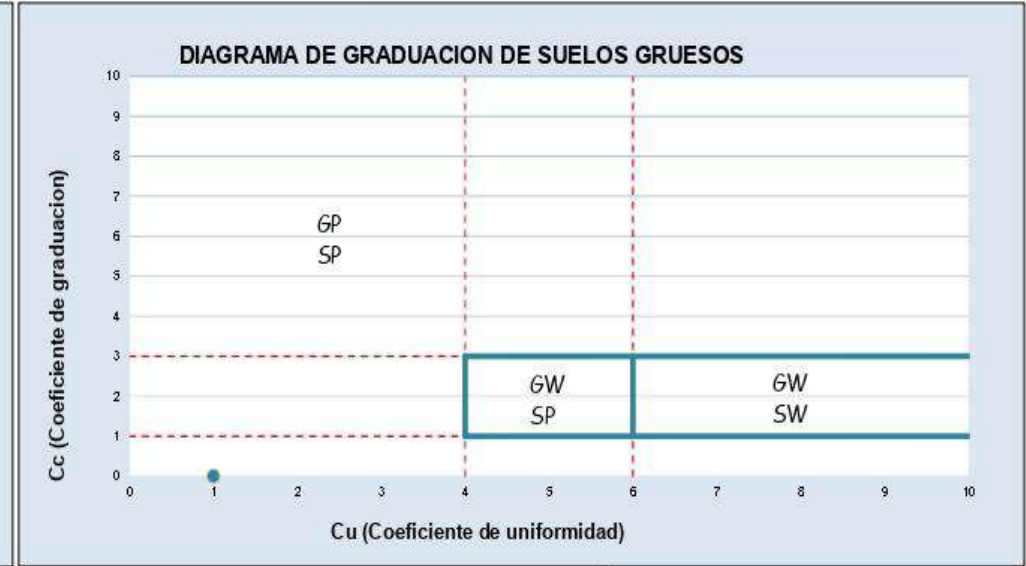 DIAGRAMA DE GRADUACION DE SUELOS GRUESOS
Cc (Coeficiente de graduacion)
10
9
8
7
6
5
4
3
2
1
0
GP
SP
GW
SP
GW
SW
0 1 2 3 4 5 6 7 8 9 10
Cu (Coeficiente de uniformidad)